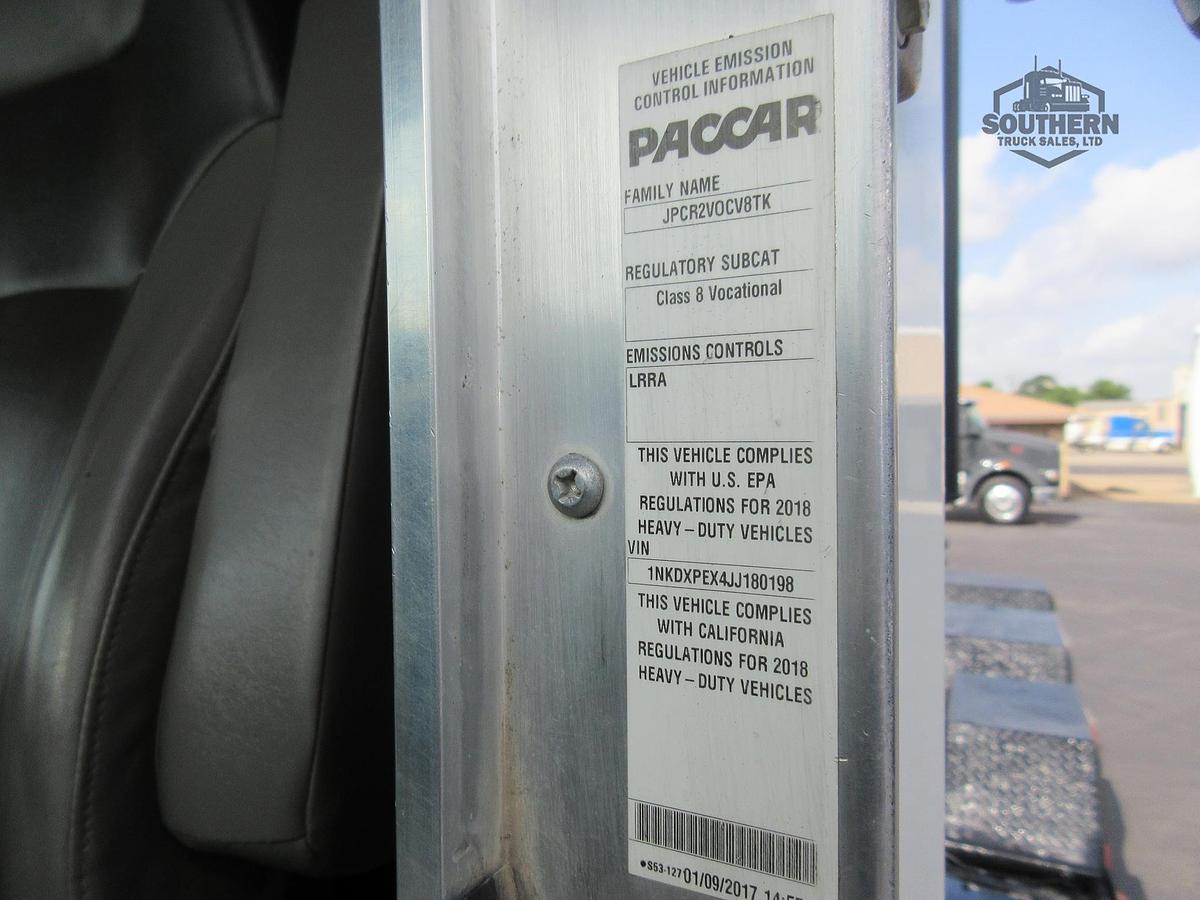 VEHICLE EMISSION
CONTROL INFORMATION
PACCAR
FAMILY NAME
JPCR2VOCV8TK
REGULATORY SUBCAT
Class 8 Vocational
EMISSIONS CONTROLS
LRRA
THIS VEHICLE COMPLIES
WITH U.S. EPA
REGULATIONS FOR 2018
HEAVY-DUTY VEHICLES
VIN
1NKDXPEX4JJ180198
THIS VEHICLE COMPLIES
WITH CALIFORNIA
REGULATIONS FOR 2018
HEAVY-DUTY VEHICLES
•S53-127 01/09/2017
SOUTHERN
TRUCK SALES, LTD